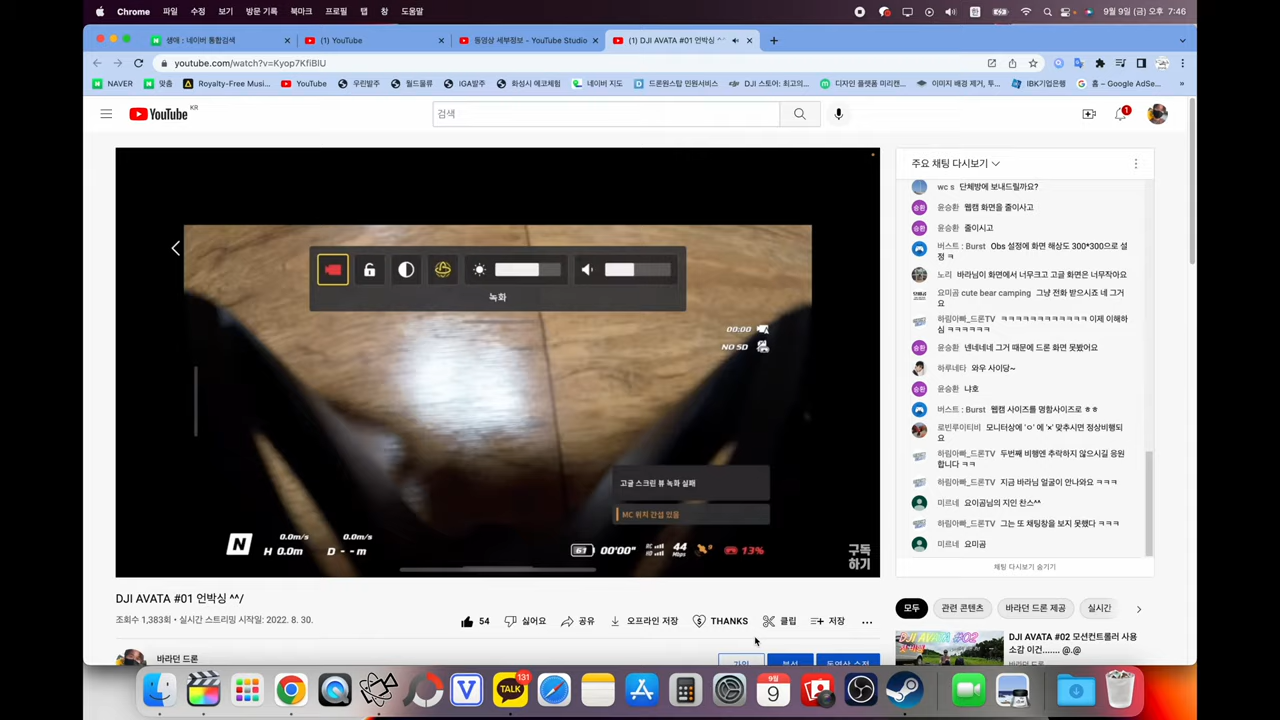 Chrome 파일 수정 보기 방문 기록 북마크 프로필 탭 창 도움말 9월 9일 (금) 오후 7:46
생애 : 네이버 통합검색 (1) YouTube 동영상 세부정보 - YouTube Studio (1) DJI AVATA #01 언박싱 ^^
youtube.com/watch?v=Kyop7KfiBIU
NAVER 맞춤 Royalty-Free Musi... YouTube 우린발주 월드물류 IGA발주 화성시 에코체험 네이버 지도 드론원스탑 민원서비스 DJI 스토어: 최고의... 디자인 플랫폼 미리캔... 이미지 배경 제거, 투... IBK기업은행 홈 – Google AdSe...
YouTube KR
검색
1
녹화
00:00
NO SD
고글 스크린 뷰 녹화 실패
MC 위치 간섭 있음
N
0.0m/s 0.0m/s
H 0.0m D - - m
61 00'00" 44 Mbps 9 13%
구독
하기
주요 채팅 다시보기
wc s 단체방에 보내드릴까요?
윤승환 웹캠 화면을 줄이사고
윤승환 줄이시고
버스트 : Burst Obs 설정에 화면 해상도 300*300으로 설
정 ㅋ
노리 바라님이 화면에서 너무크고 고글 화면은 너무작아요
요미곰 cute bear camping 그냥 전화 받으시죠 네 그거
요
하림아빠_드론TV ㅋㅋㅋㅋㅋㅋㅋㅋㅋㅋㅋㅋ 이제 이해하
심 ㅋㅋㅋㅋㅋㅋ
윤승환 넨네네네 그거 때문에 드론 화면 못봤어요
하루네타 와우 사이당~
윤승환 냐호
버스트 : Burst 웹캠 사이즈를 명함사이즈로 ㅎㅎ
로빈루이티비 모니터상에 'ㅇ' 에 'x' 맞추시면 정상비행되
요
하림아빠_드론TV 두번째 비행엔 추락하지 않으시길 응원
합니다 ㅋㅋ
하림아빠_드론TV 지금 바라님 얼굴이 안나와요 ㅋㅋㅋ
미르네 요이곰님의 지인 찬스^^
하림아빠_드론TV 그는 또 채팅창을 보지 못했다 ㅋㅋㅋ
미르네 요미곰
채팅 다시보기 숨기기
DJI AVATA #01 언박싱 ^^/
조회수 1,383회 • 실시간 스트리밍 시작일: 2022. 8. 30.
54 싫어요 공유 오프라인 저장 THANKS 클립 저장
모두 관련 콘텐츠 바라던 드론 제공 실시간
DJI AVATA #02
DJI AVATA #02 모션컨트롤러 사용
소감 이건....... @.@
바라던 드론
가입 분석 동영상 수정
131
TALK
9월
9